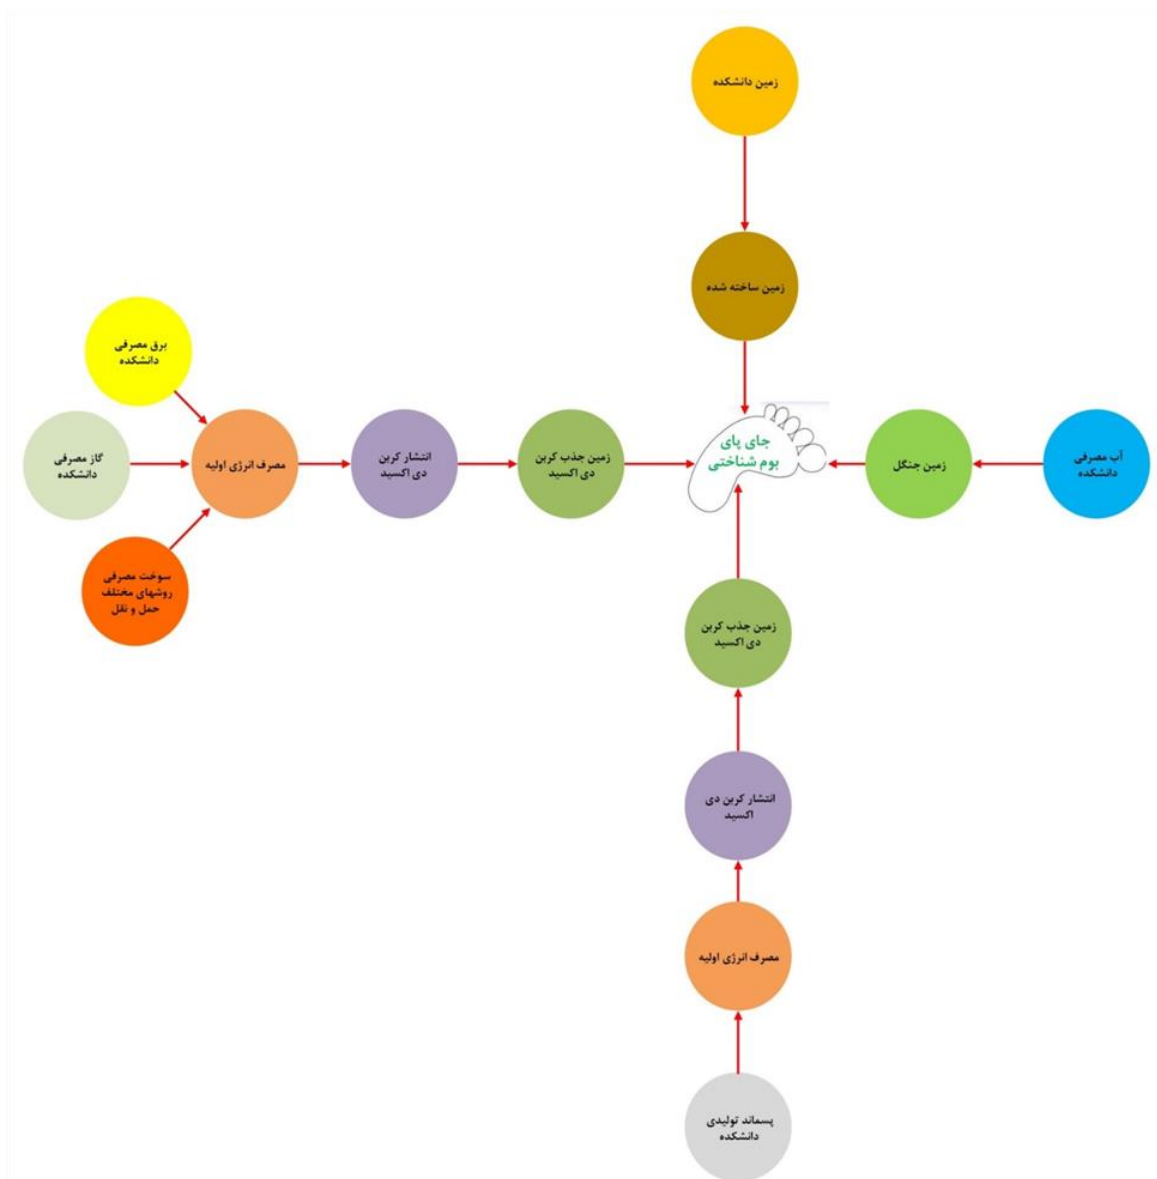 زمین دانشکده
زمین ساخته شده
برق مصرفی
دانشکده
گاز مصرفی
دانشکده
سوخت مصرفی
روشهای مختلف
حمل و نقل
مصرف انرژی اولیه
انتشار کربن
دی اکسید
زمین جذب کربن
دی اکسید
جای پای
بوم شناختی
زمین جنگل
آب مصرفی
دانشکده
زمین جذب کربن
دی اکسید
انتشار کربن دی
اکسید
مصرف انرژی اولیه
پسماند تولیدی
دانشکده